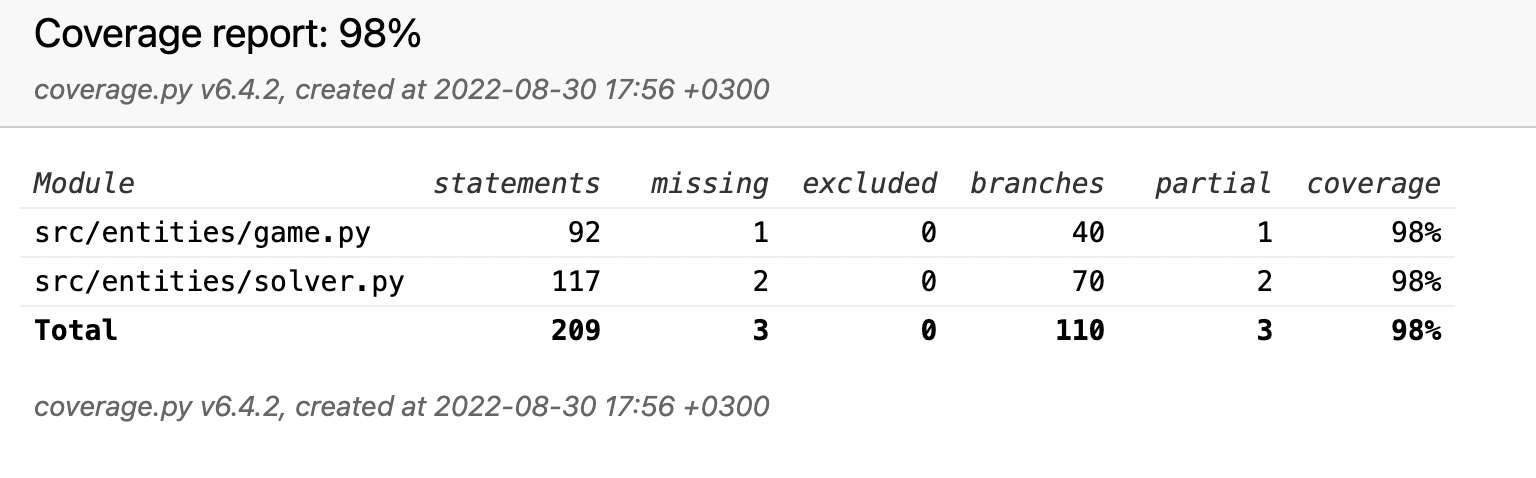 Coverage report: 98%
coverage.py v6.4.2, created at 2022-08-30 17:56 +0300
Module statements missing excluded branches partial coverage
src/entities/game.py 92 1 0 40 1 98%
src/entities/solver.py 117 2 0 70 2 98%
Total 209 3 0 110 3 98%
coverage.py v6.4.2, created at 2022-08-30 17:56 +0300